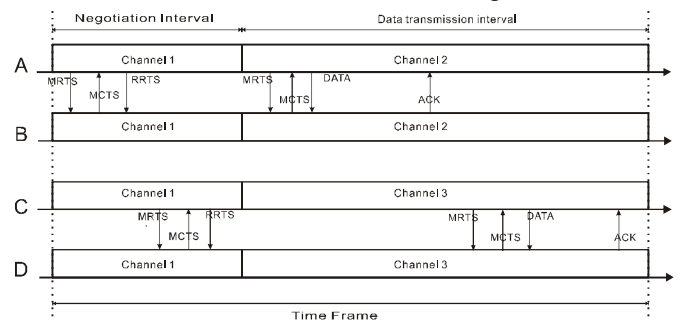 Negotiation Interval Data transmission interval
A Channel 1 Channel 2
MRTS MCTS RRTS MRTS MCTS DATA ACK
B Channel 1 Channel 2
C Channel 1 Channel 3
MRTS MCTS RRTS MRTS MCTS DATA ACK
D Channel 1 Channel 3
Time Frame